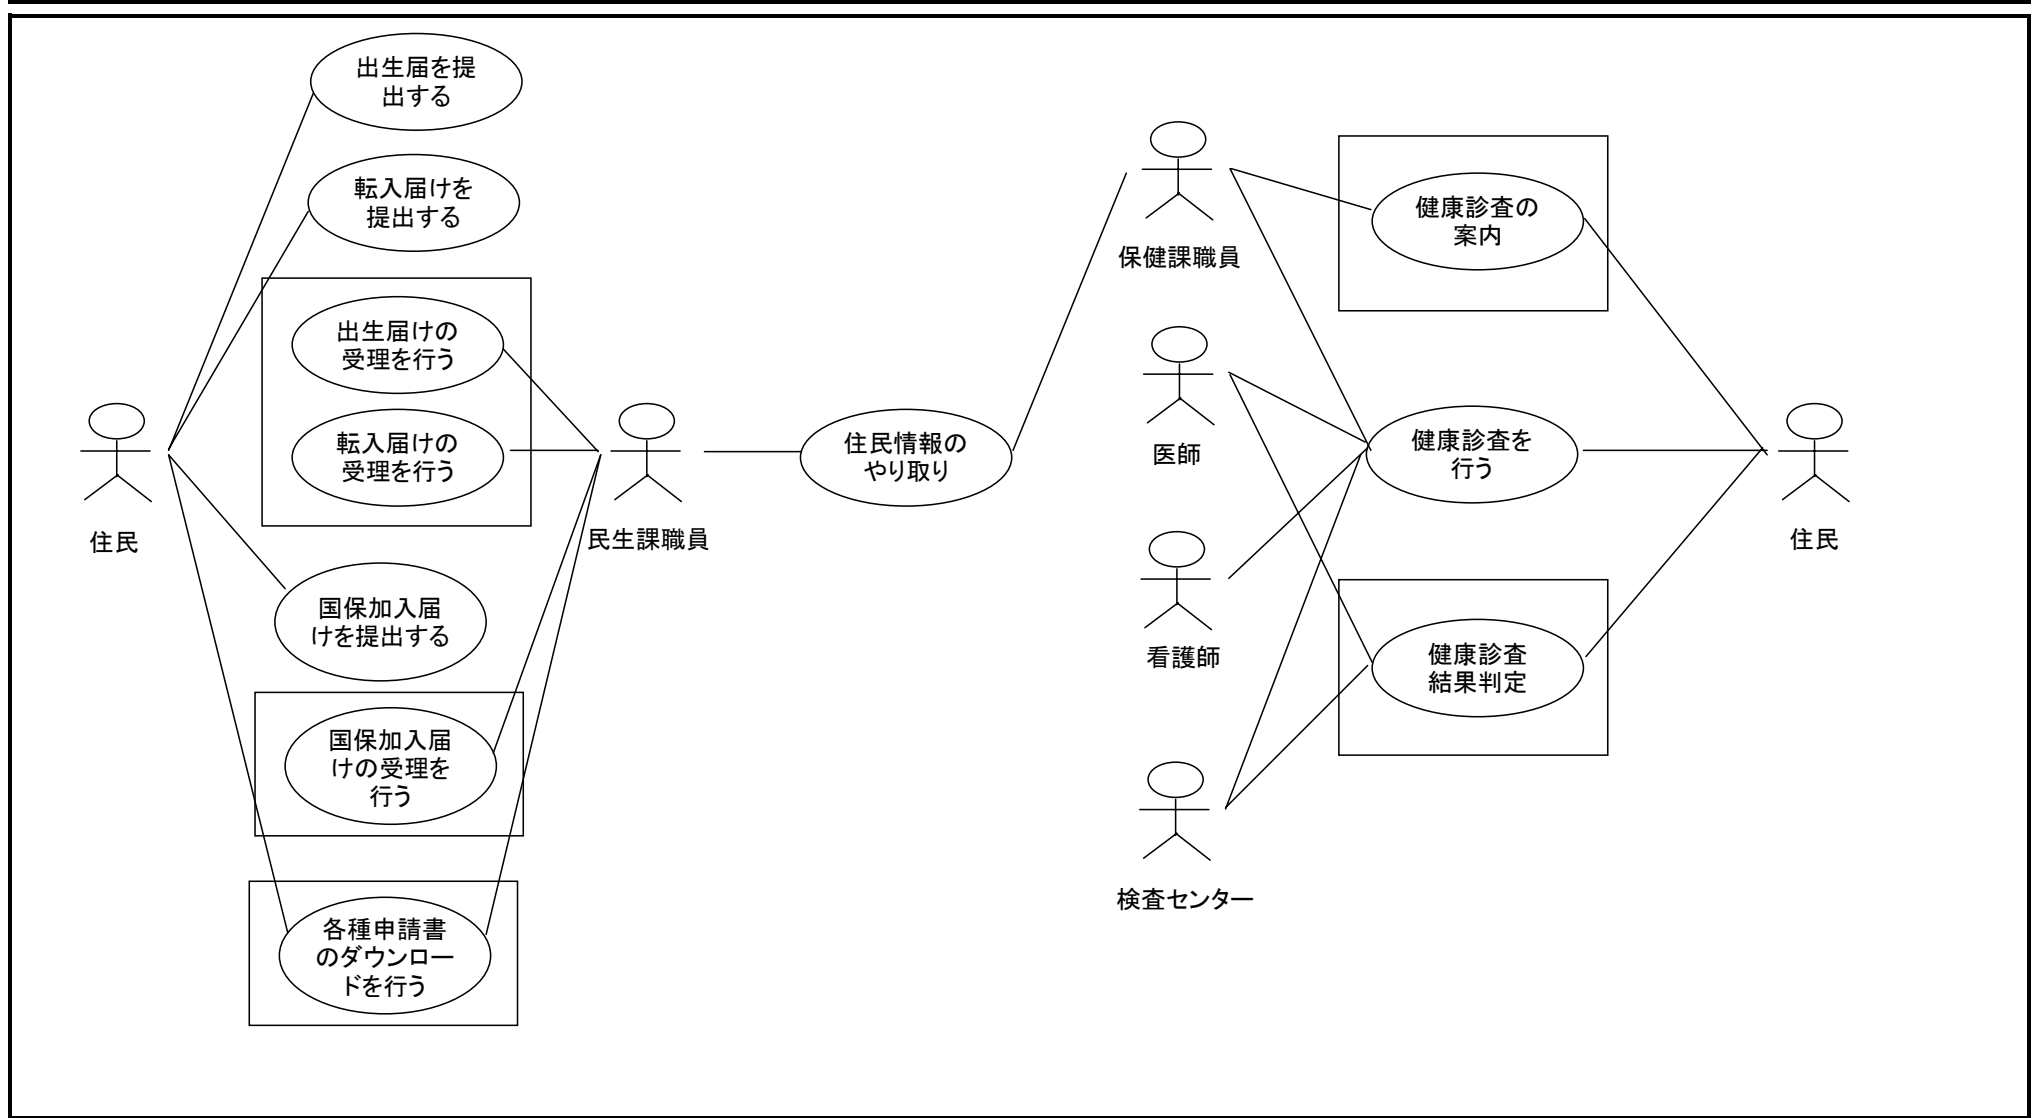 出生届を提
出する
転入届けを
提出する
出生届けの
受理を行う
転入届けの
受理を行う
住民
民生課職員
国保加入届
けを提出する
国保加入届
けの受理を
行う
各種申請書
のダウンロー
ドを行う
住民情報の
やり取り
保健課職員
医師
看護師
検査センター
健康診査の
案内
健康診査を
行う
健康診査
結果判定
住民